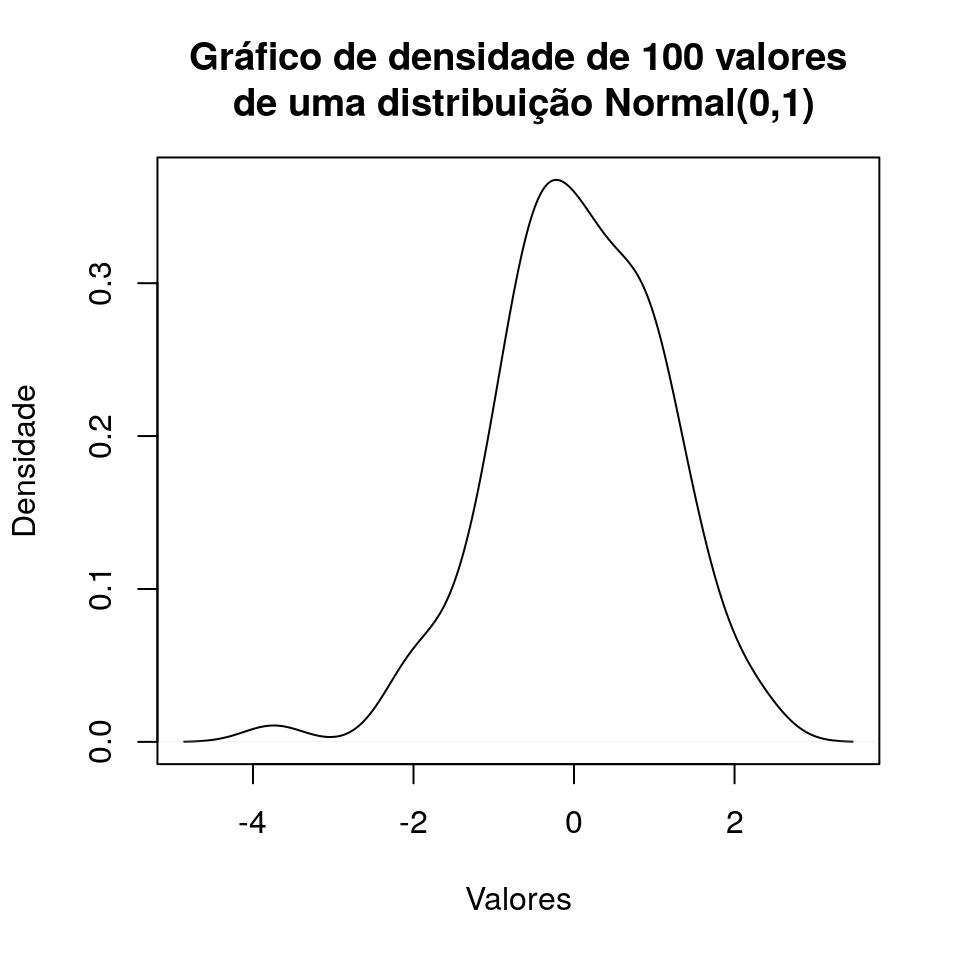 Gráfico de densidade de 100 valores
de uma distribuição Normal(0,1)
Densidade
0.3
0.2
0.1
0.0
-4 -2 0 2
Valores